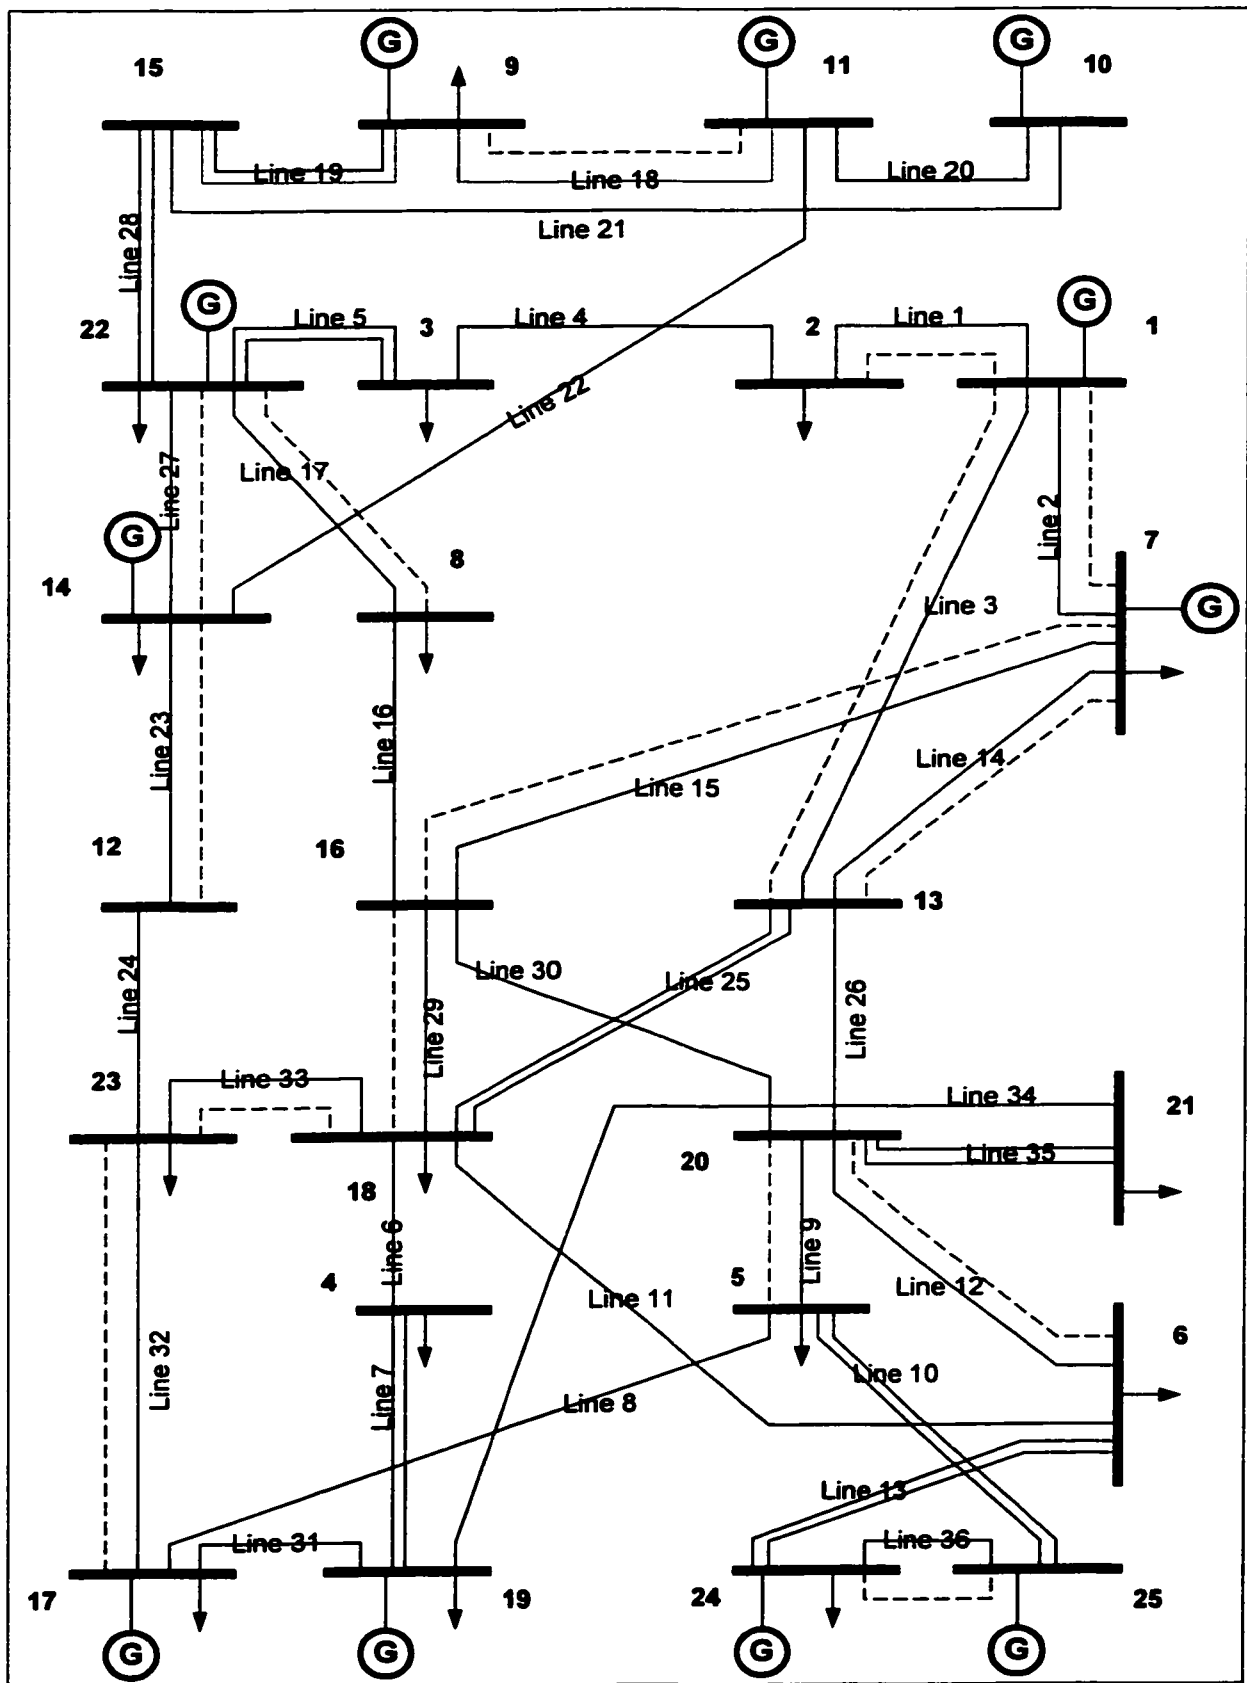 G
G
G
15
9
11
10
Line 19
Line 18
Line 20
Line 21
Line 28
G
G
22
Line 5
3
Line 4
2
Line 1
1
Line 22
Line 27
Line 17
Line 2
G
14
8
7
Line 3
G
Line 23
Line 16
Line 15
Line 14
12
16
13
Line 24
Line 30
Line 25
Line 29
Line 26
23
Line 33
Line 34
21
20
Line 35
18
Line 6
4
Line 9
5
Line 11
Line 12
6
Line 32
Line 7
Line 8
Line 10
Line 13
Line 31
Line 36
17
19
24
25
G
G
G
G